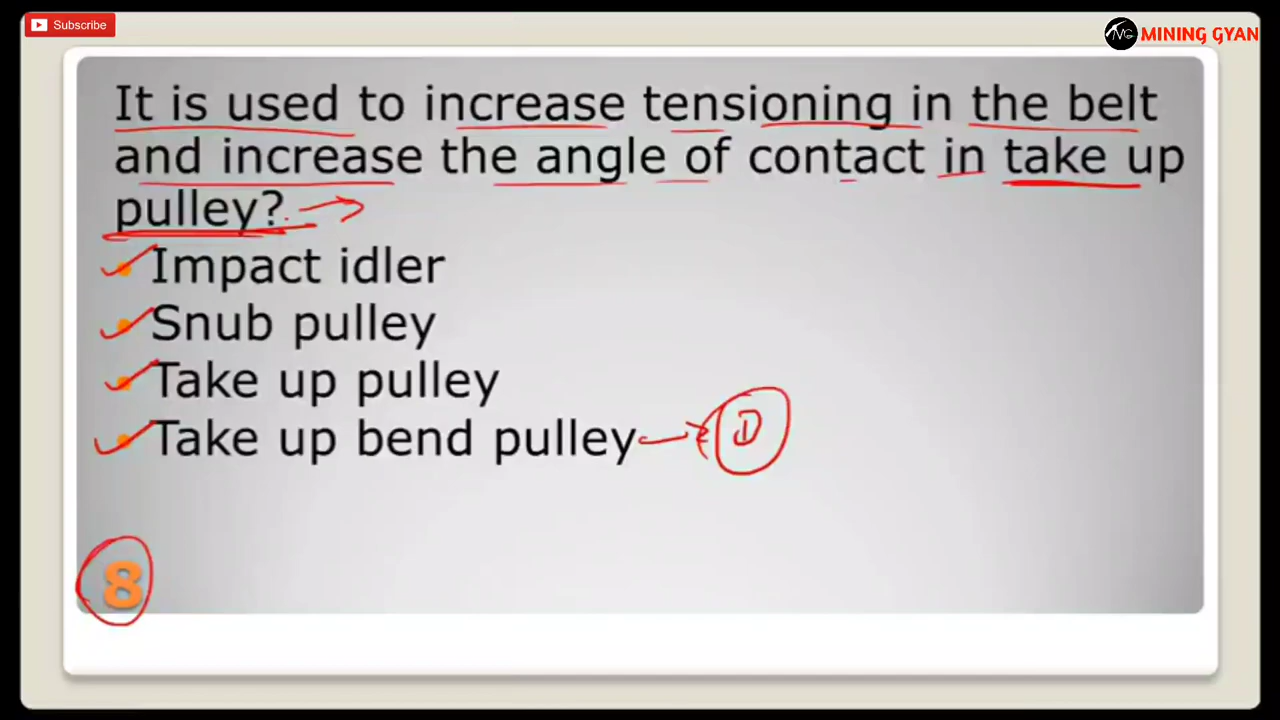 Subscribe
MINING GYAN
It is used to increase tensioning in the belt
and increase the angle of contact in take up
pulley?
Impact idler
Snub pulley
Take up pulley
Take up bend pulley
D
8